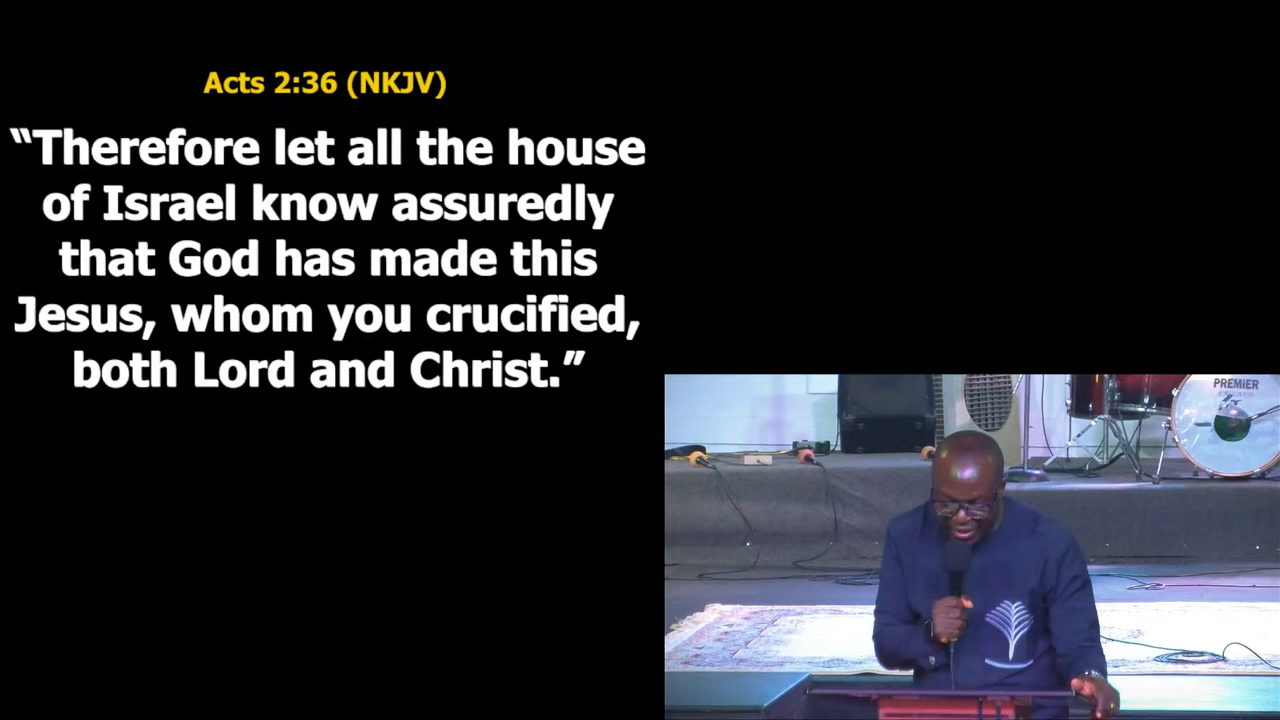 Acts 2:36 (NKJV)
“Therefore let all the house
of Israel know assuredly
that God has made this
Jesus, whom you crucified,
both Lord and Christ.”
PREMIER